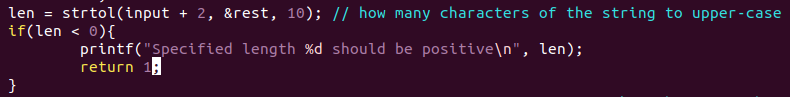 len = strtol(input + 2, &rest, 10); // how many characters of the string to upper-case
if(len < 0){
        printf("Specified length %d should be positive\n", len);
        return 1;
}